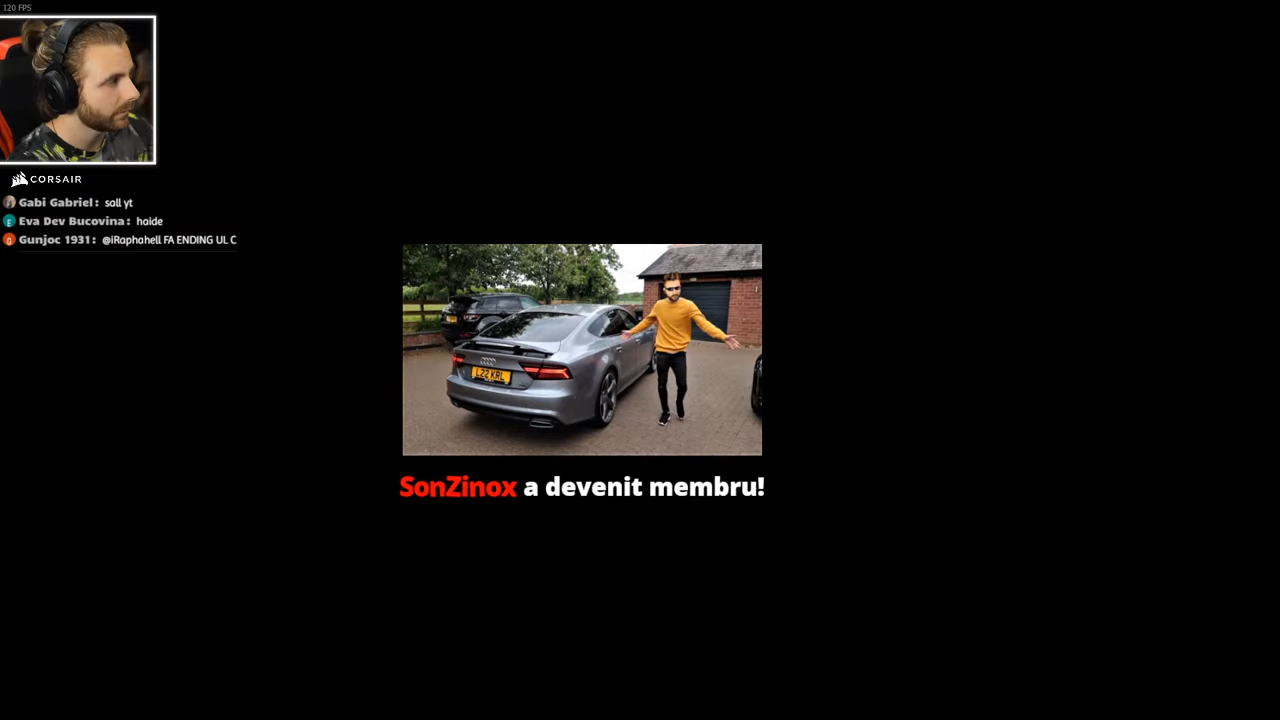 120 FPS
CORSAIR
Gabi Gabriel: sall yt
E Eva Dev Bucovina: haide
G Gunjoc 1931: @iRaphahell FA ENDING UL C
L22 KRL
SonZinox a devenit membru!